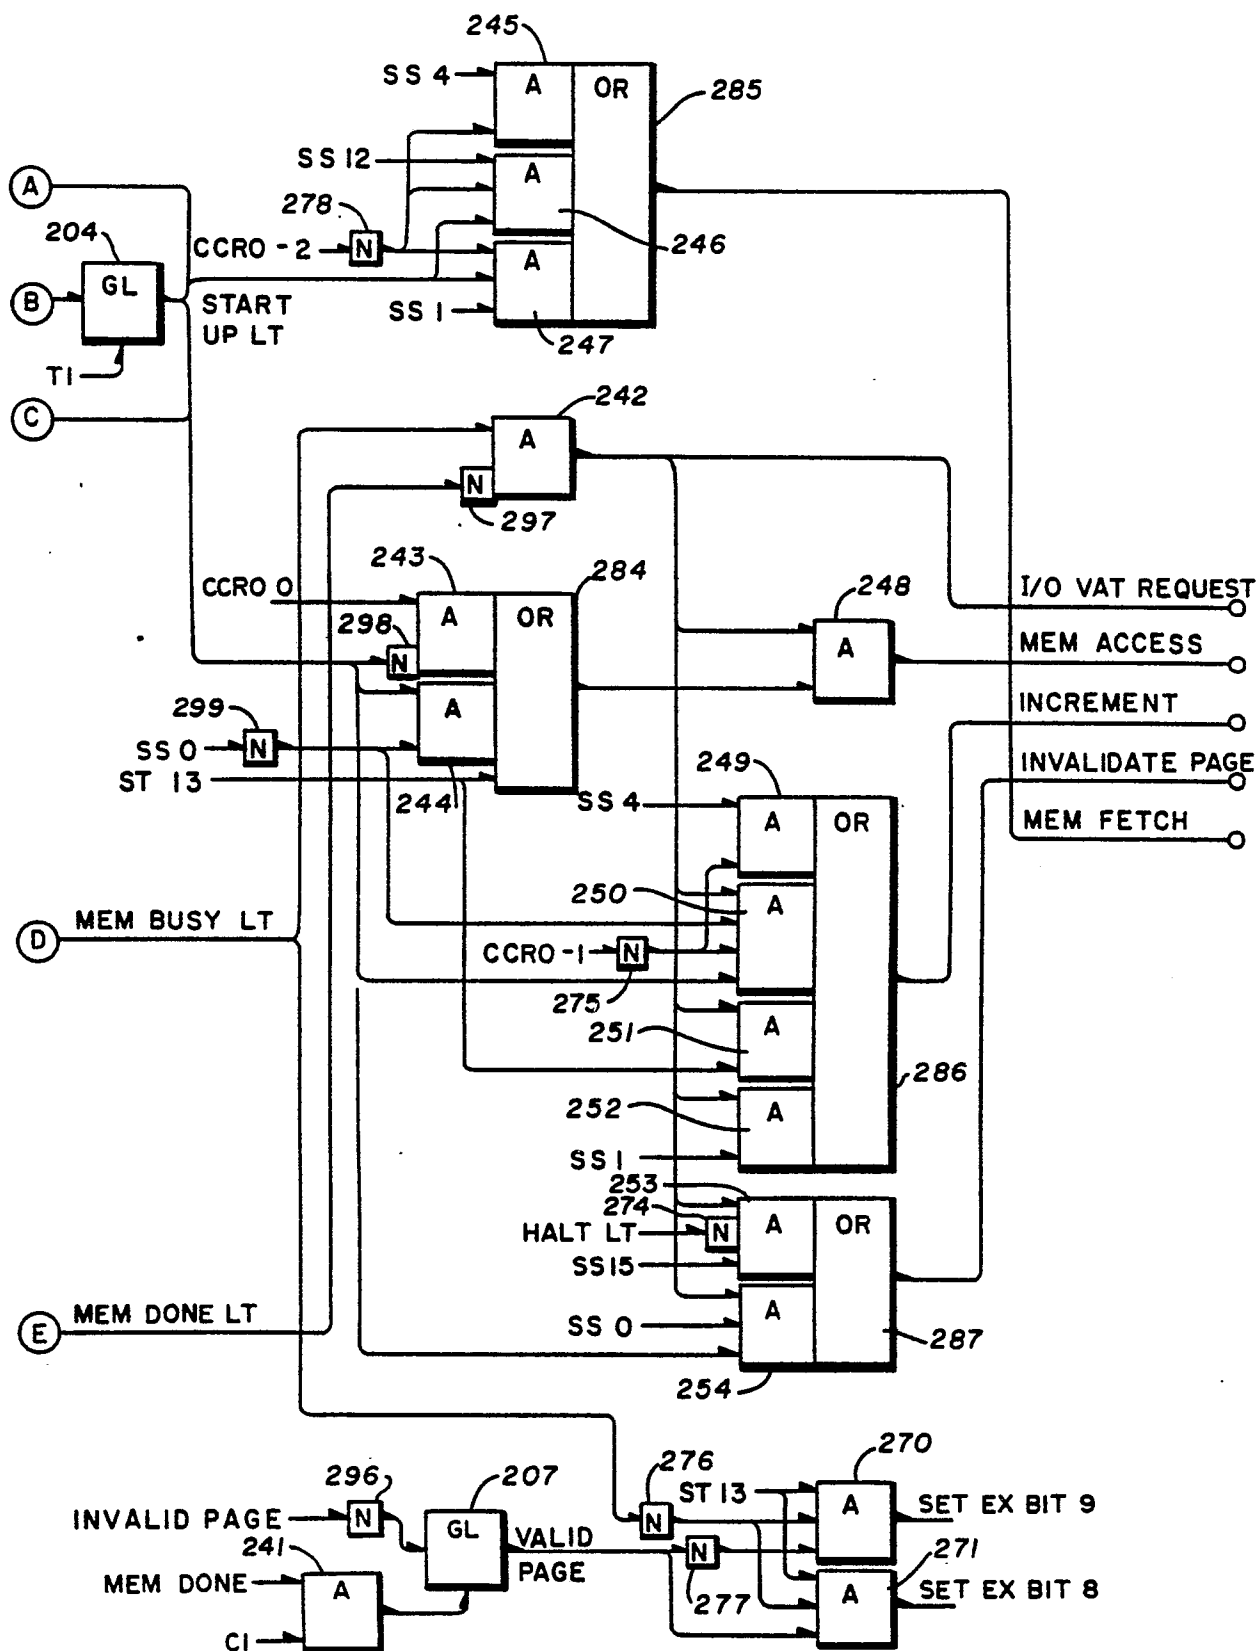 245
SS 4
A
OR
285
SS 12
A
A
278
CCRO -2
N
246
204
GL
A
B
START
UP LT
SS 1
247
T1
C
242
A
N
297
243
CCRO 0
284
A
OR
I/O VAT REQUEST
248
298
N
A
MEM ACCESS
A
299
SS 0
N
INCREMENT
ST 13
244
249
INVALIDATE PAGE
SS 4
A
OR
MEM FETCH
250
A
D
MEM BUSY LT
CCRO -1
N
275
A
251
286
252
A
SS 1
253
274
HALT LT
N
A
OR
SS 15
E
MEM DONE LT
A
SS 0
287
254
276
270
296
207
ST 13
A
SET EX BIT 9
INVALID PAGE
N
GL
VALID
PAGE
N
N
271
241
MEM DONE
A
277
A
SET EX BIT 8
C1